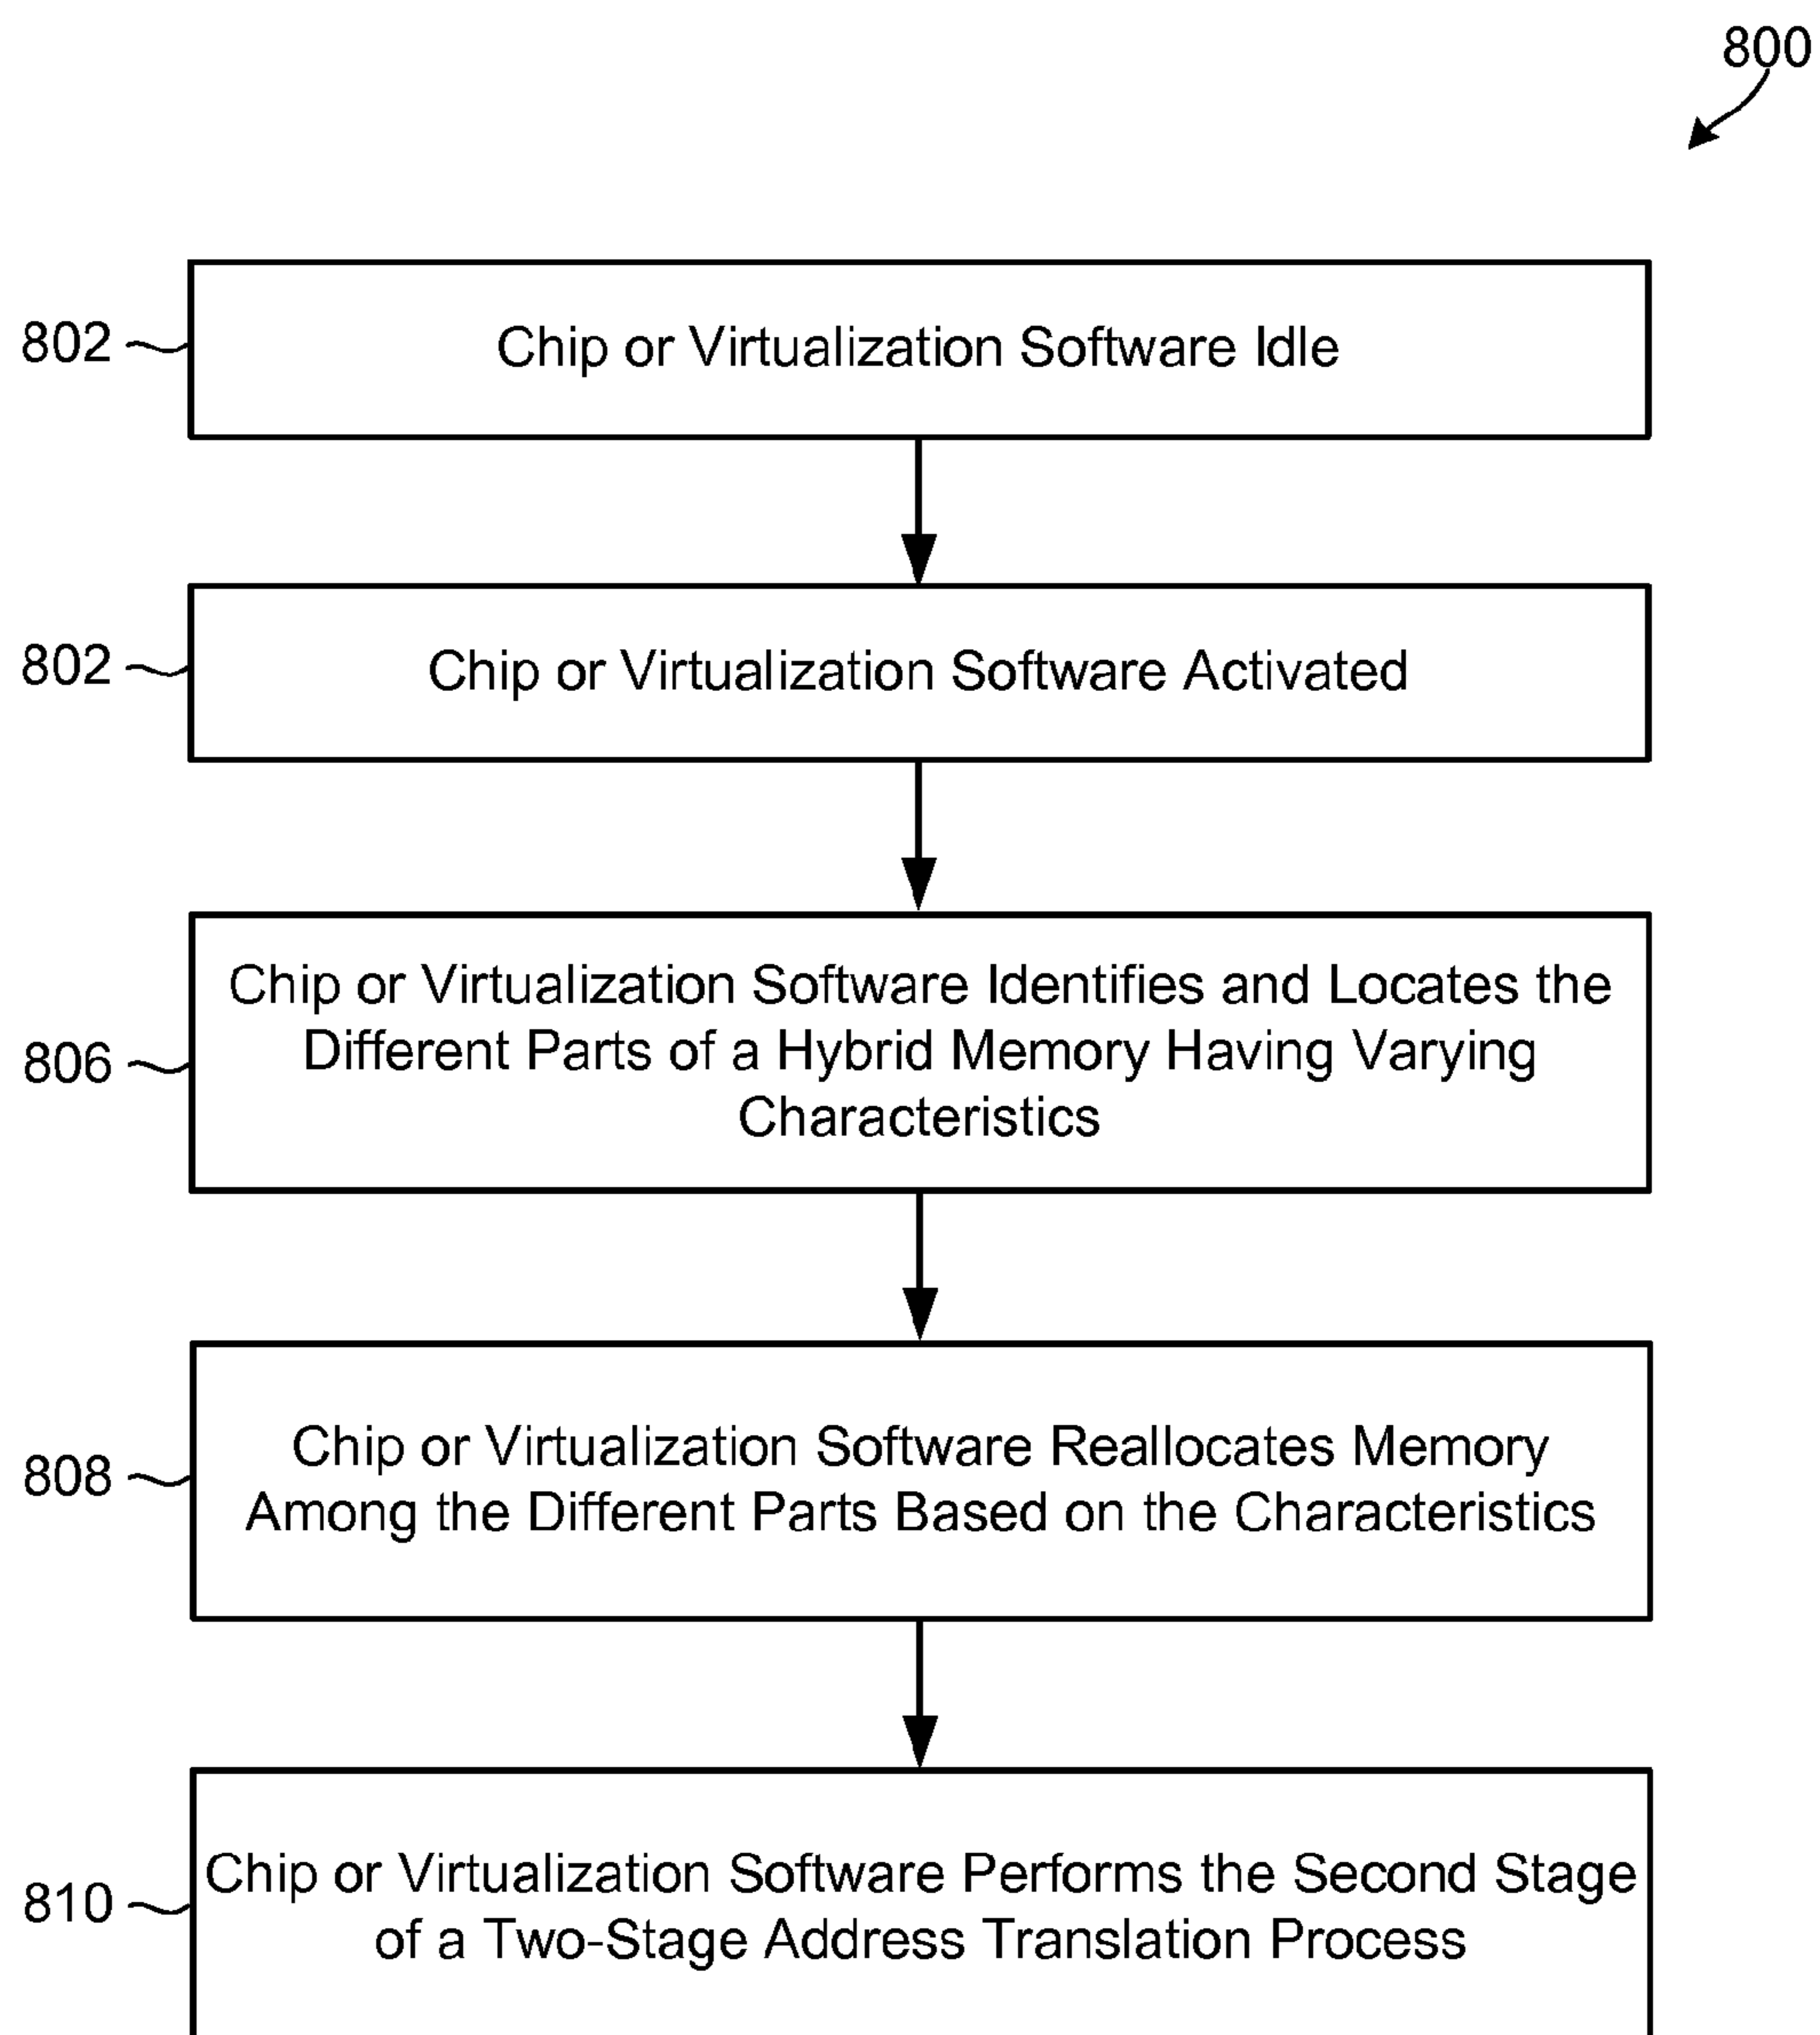 800
802
Chip or Virtualization Software Idle
802
Chip or Virtualization Software Activated
806
Chip or Virtualization Software Identifies and Locates the
Different Parts of a Hybrid Memory Having Varying
Characteristics
808
Chip or Virtualization Software Reallocates Memory
Among the Different Parts Based on the Characteristics
810
Chip or Virtualization Software Performs the Second Stage
of a Two-Stage Address Translation Process